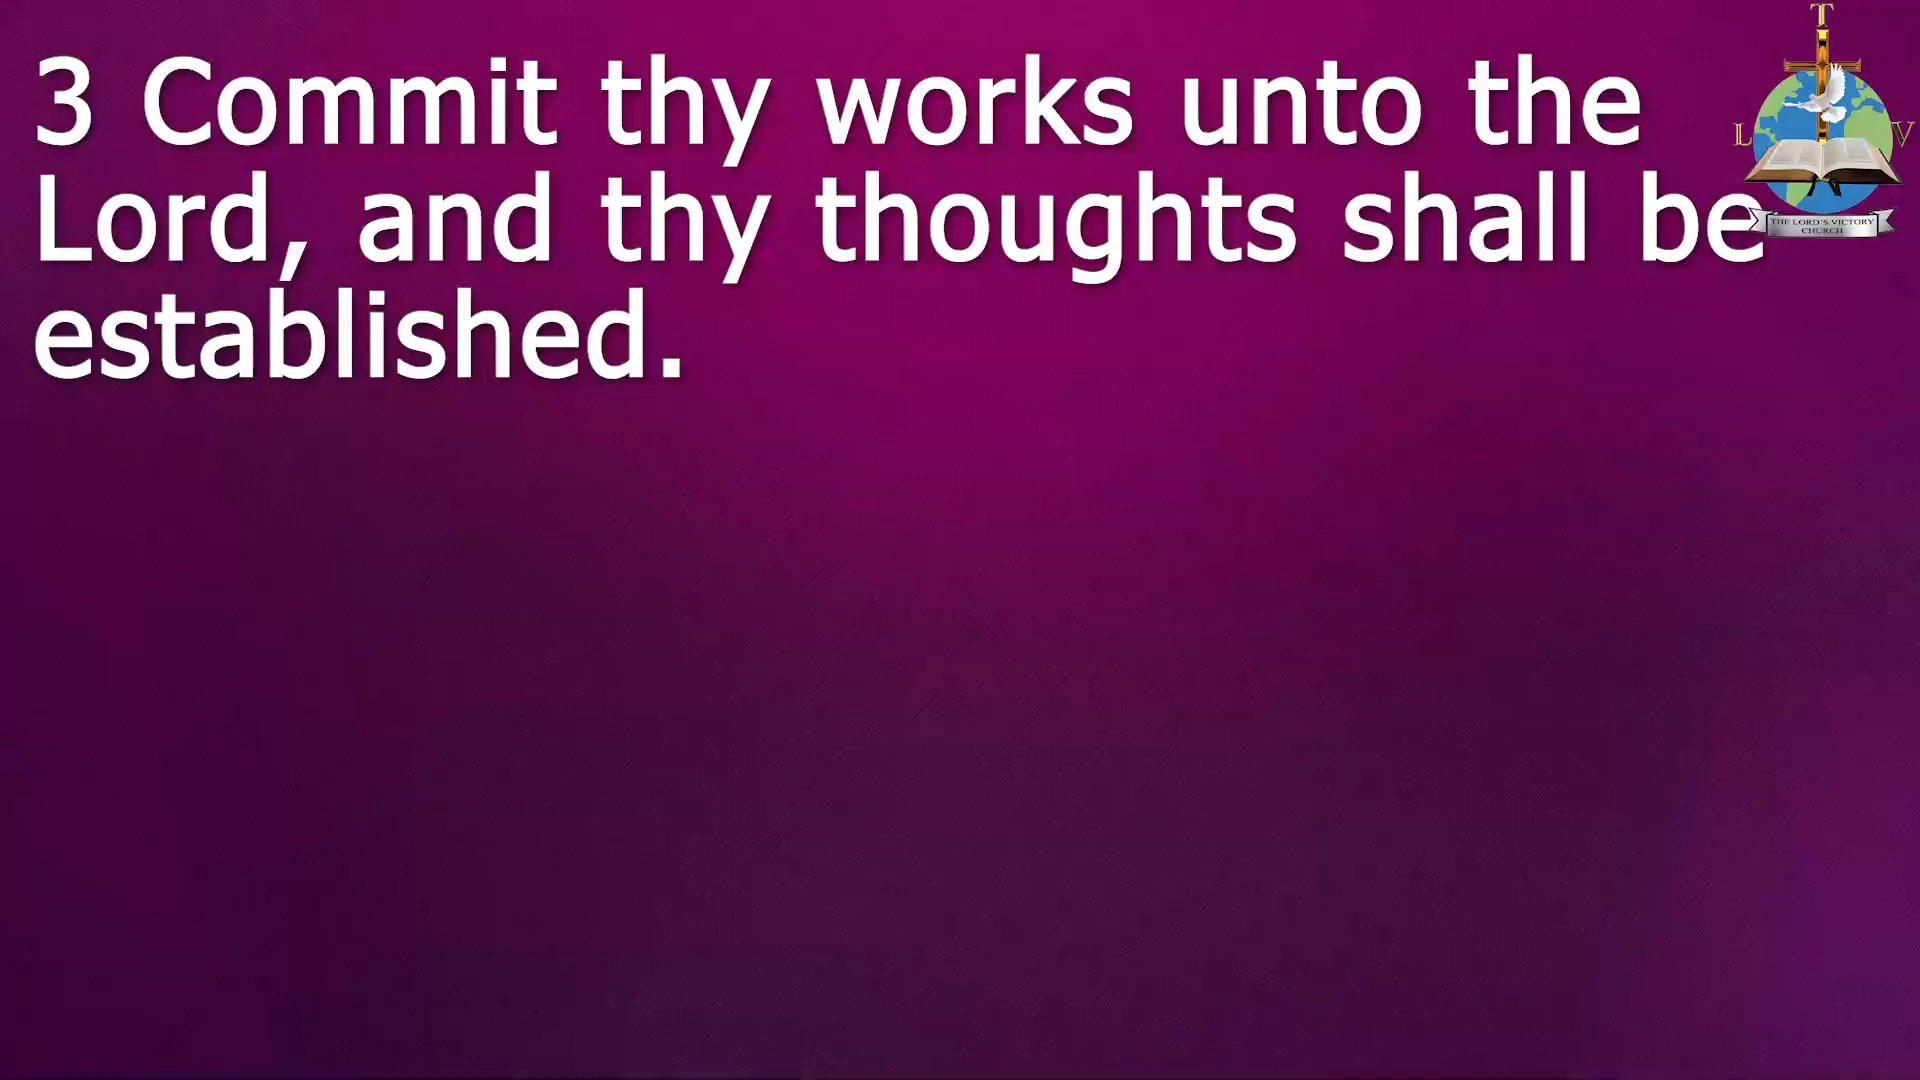 3 Commit thy works unto the
Lord, and thy thoughts shall be
established.
T
L V
THE LORD'S VICTORY
CHURCH